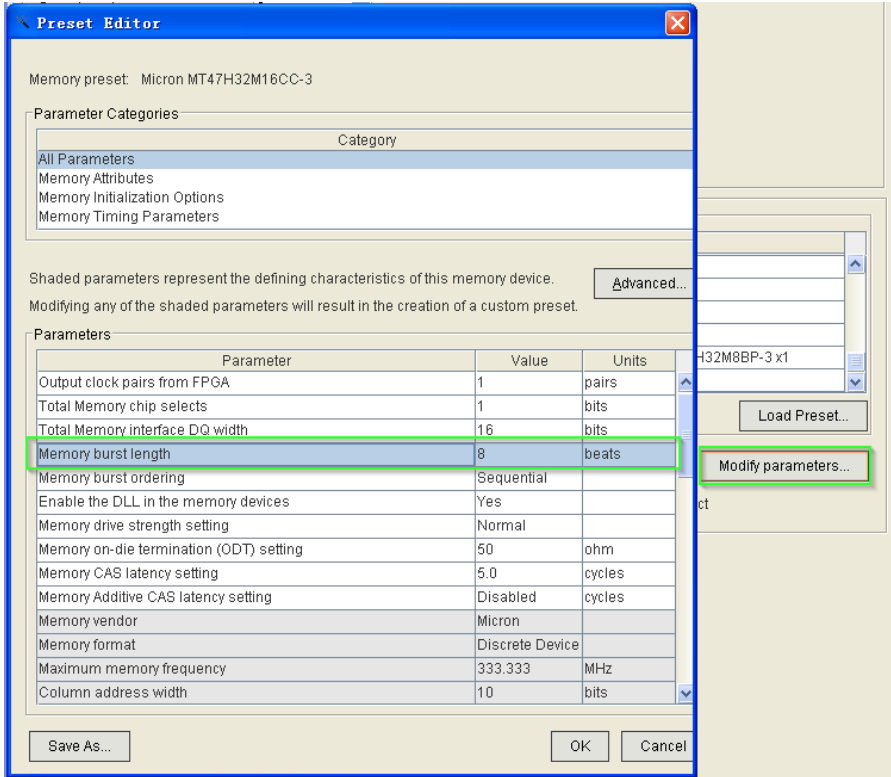 Preset Editor
Memory preset: Micron MT47H32M16CC-3
Parameter Categories
Category
All Parameters
Memory Attributes
Memory Initialization Options
Memory Timing Parameters
Shaded parameters represent the defining characteristics of this memory device.
Modifying any of the shaded parameters will result in the creation of a custom preset.
Advanced...
Parameters
Parameter Value Units
Output clock pairs from FPGA 1 pairs
Total Memory chip selects 1 bits
Total Memory interface DQ width 16 bits
Memory burst length 8 beats
Memory burst ordering Sequential
Enable the DLL in the memory devices Yes
Memory drive strength setting Normal
Memory on-die termination (ODT) setting 50 ohm
Memory CAS latency setting 5.0 cycles
Memory Additive CAS latency setting Disabled cycles
Memory vendor Micron
Memory format Discrete Device
Maximum memory frequency 333.333 MHz
Column address width 10 bits
Save As... OK Cancel
H32M8BP-3 x1
Load Preset...
Modify parameters...
ct